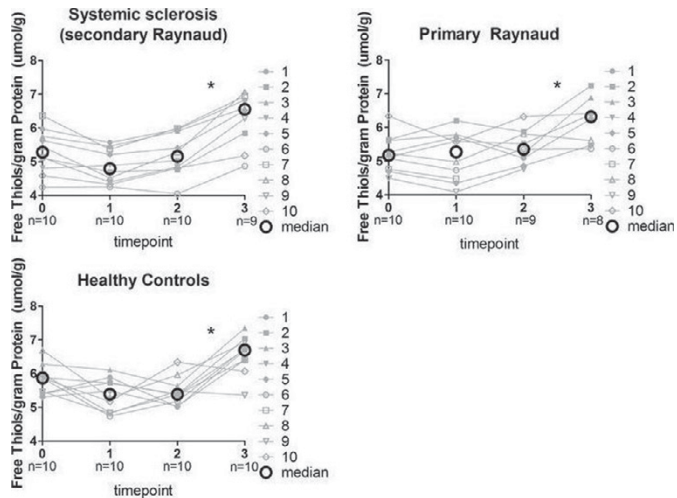 Systemic sclerosis
(secondary Raynaud)
Free Thiols/gram Protein (umol/g)
8
7
6
5
4
*
0 1 2 3
n=10 n=10 n=10 n=9
timepoint
1
2
3
4
5
6
7
8
9
10
median
Primary Raynaud
Free Thiols/gram Protein (umol/g)
8
7
6
5
4
*
0 1 2 3
n=10 n=10 n=9 n=8
timepoint
1
2
3
4
5
6
7
8
9
10
median
Healthy Controls
Free Thiols/gram Protein (umol/g)
8
7
6
5
4
*
0 1 2 3
n=10 n=10 n=10 n=10
timepoint
1
2
3
4
5
6
7
8
9
10
median